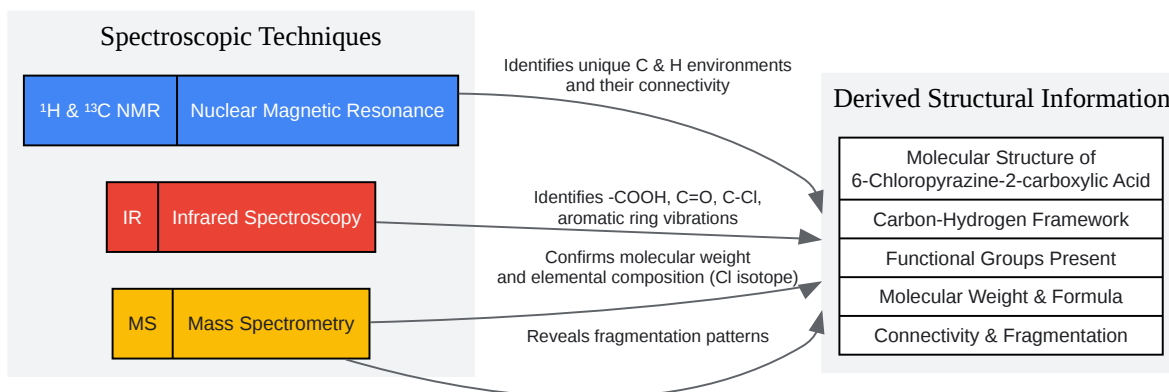 Spectroscopic Techniques
¹H & ¹³C NMR
Nuclear Magnetic Resonance
IR
Infrared Spectroscopy
MS
Mass Spectrometry
Identifies unique C & H environments
and their connectivity
Identifies -COOH, C=O, C-Cl,
aromatic ring vibrations
Confirms molecular weight
and elemental composition (Cl isotope)
Reveals fragmentation patterns
Derived Structural Information
Molecular Structure of
6-Chloropyrazine-2-carboxylic Acid
Carbon-Hydrogen Framework
Functional Groups Present
Molecular Weight & Formula
Connectivity & Fragmentation